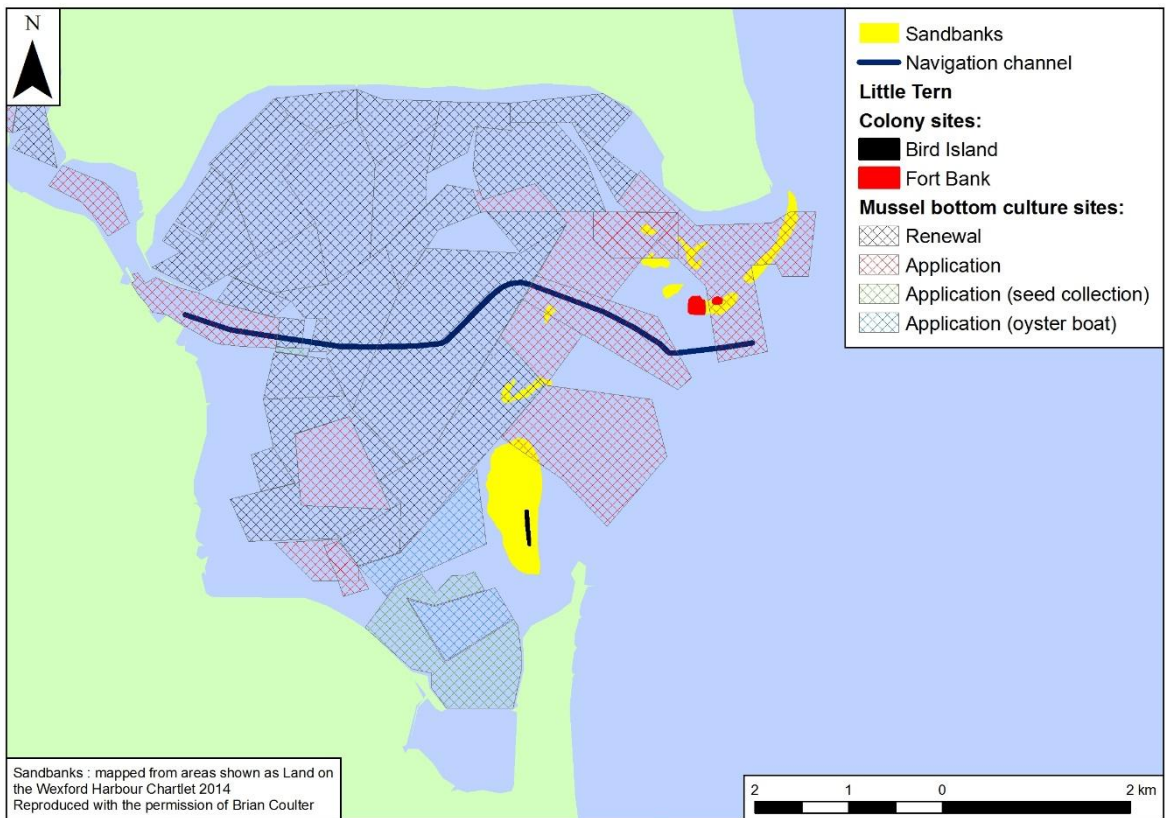 N
Sandbanks
Navigation channel
Little Tern
Colony sites:
Bird Island
Fort Bank
Mussel bottom culture sites:
Renewal
Application
Application (seed collection)
Application (oyster boat)
Sandbanks : mapped from areas shown as Land on
the Wexford Harbour Chartlet 2014
Reproduced with the permission of Brian Coulter
2 1 0 2 km